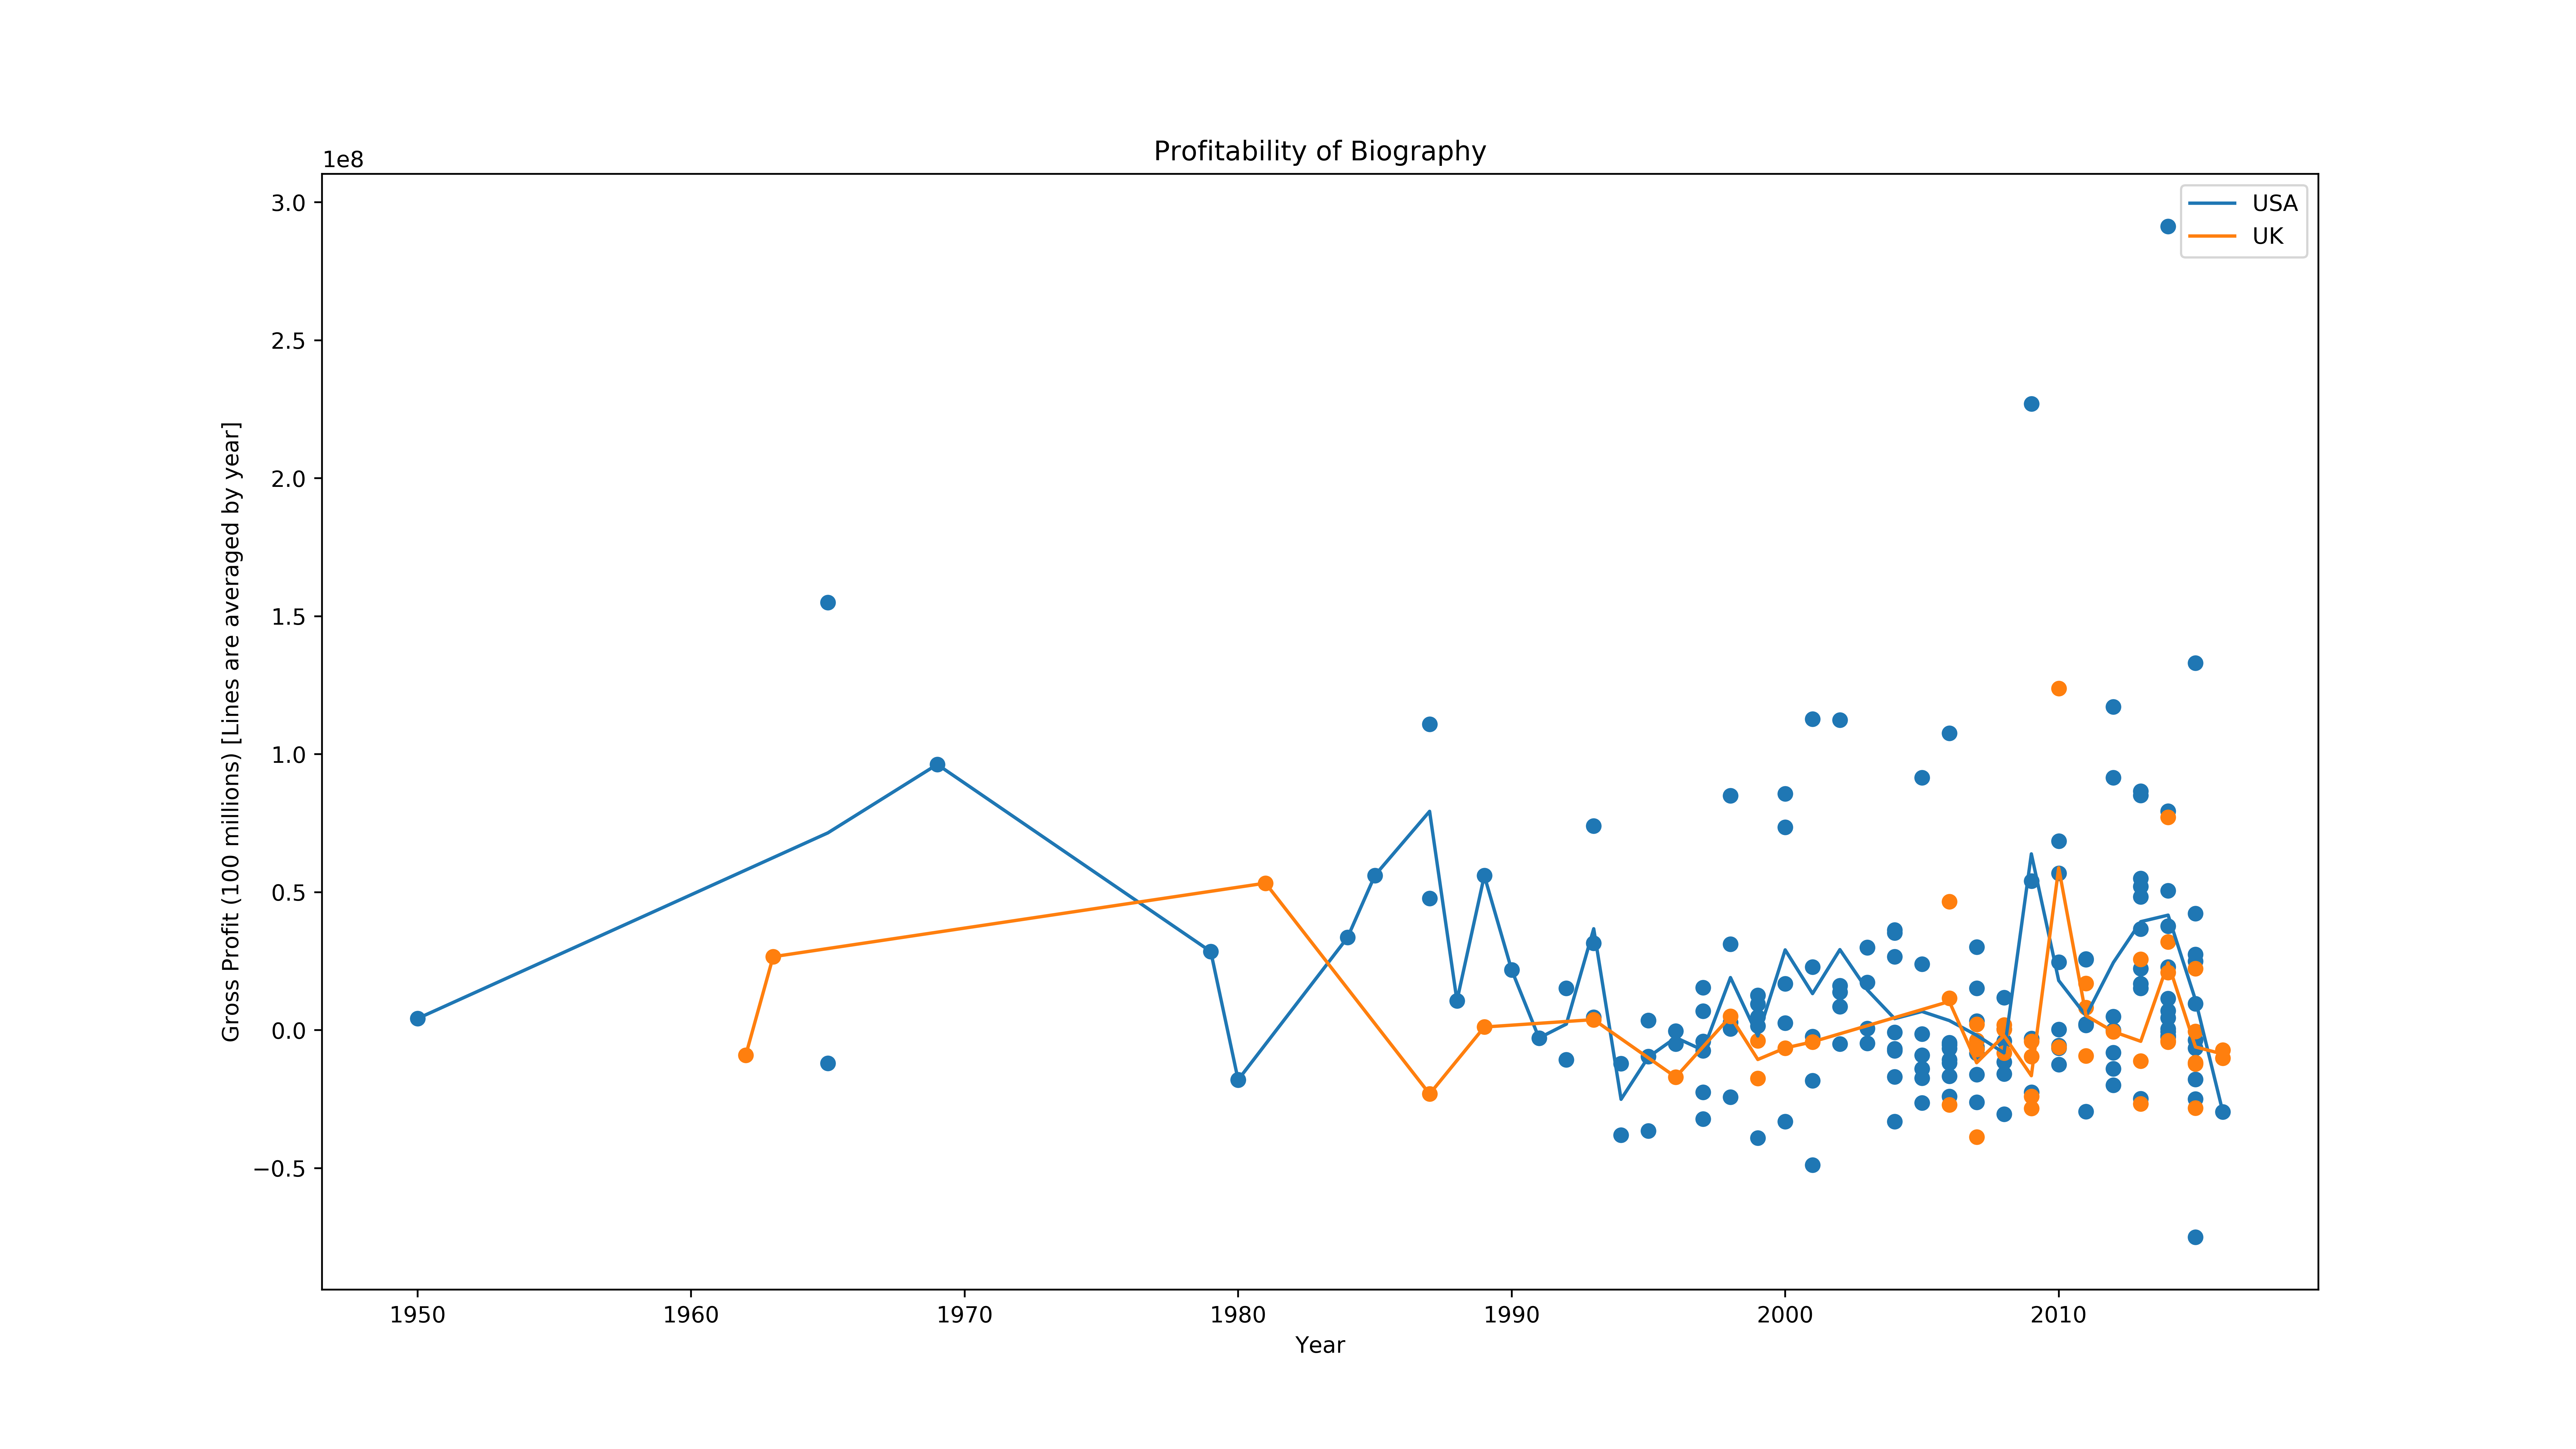 Profitability of Biography
1e8
USA
UK
3.0
2.5
2.0
1.5
1.0
0.5
0.0
−0.5
Gross Profit (100 millions) [Lines are averaged by year]
1950 1960 1970 1980 1990 2000 2010
Year